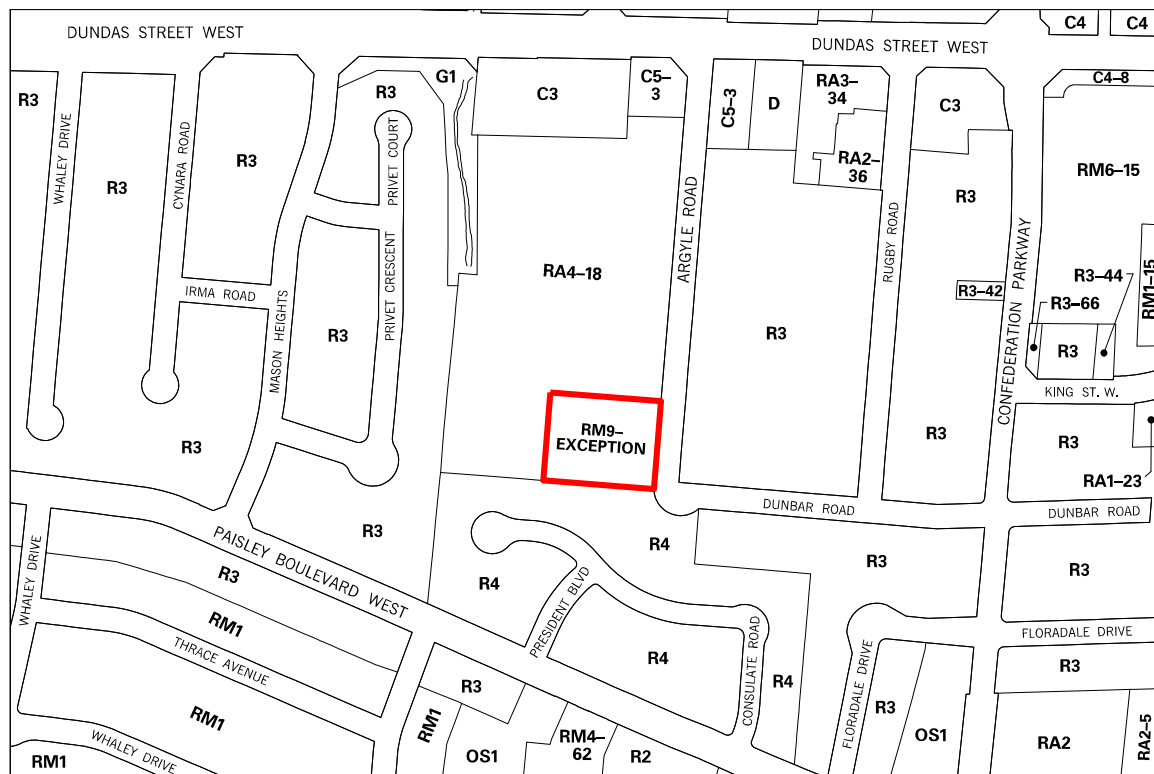 C4
C4
DUNDAS STREET WEST
DUNDAS STREET WEST
R3
WHALEY DRIVE
R3
CYNARA ROAD
R3
R3
G1
C3
C5–
3
C5–3
D
RA3–
34
RA2–
36
C3
C4–8
PRIVET COURT
RM6–15
R3
ARGYLE ROAD
RUGBY ROAD
CONFEDERATION PARKWAY
RA4–18
IRMA ROAD
MASON HEIGHTS
R3
PRIVET CRESCENT
R3
R3–42
R3–44
R3–66
RM1–15
R3
KING ST. W.
R3
RM9–
EXCEPTION
R3
R3
RA1–23
DUNBAR ROAD
DUNBAR ROAD
R3
PAISLEY BOULEVARD WEST
R4
R3
R3
WHALEY DRIVE
R3
R4
PRESIDENT BLVD
RM1
THRACE AVENUE
R4
CONSULATE ROAD
R4
FLORADALE DRIVE
FLORADALE DRIVE
R3
R3
R3
RM1
RM1
WHALEY DRIVE
RM1
OS1
RM4–
62
R2
OS1
RA2
RA2–5